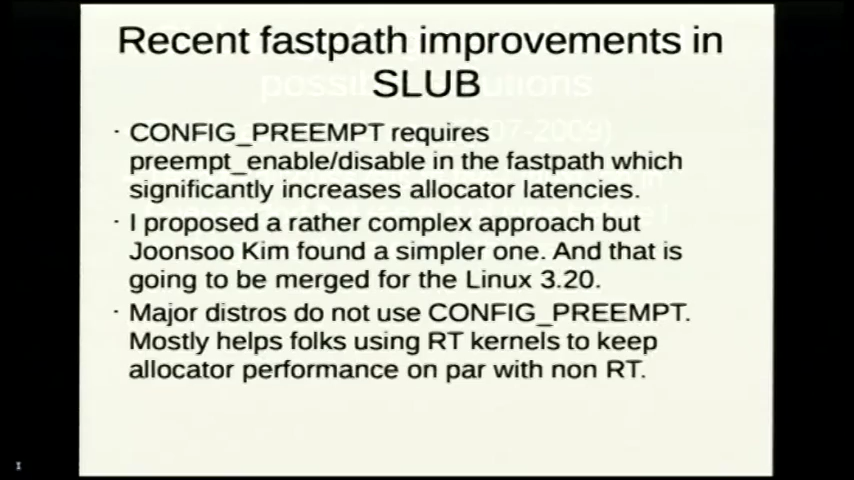 Recent fastpath improvements in
SLUB
· CONFIG_PREEMPT requires
preempt_enable/disable in the fastpath which
significantly increases allocator latencies.
· I proposed a rather complex approach but
Joonsoo Kim found a simpler one. And that is
going to be merged for the Linux 3.20.
· Major distros do not use CONFIG_PREEMPT.
Mostly helps folks using RT kernels to keep
allocator performance on par with non RT.